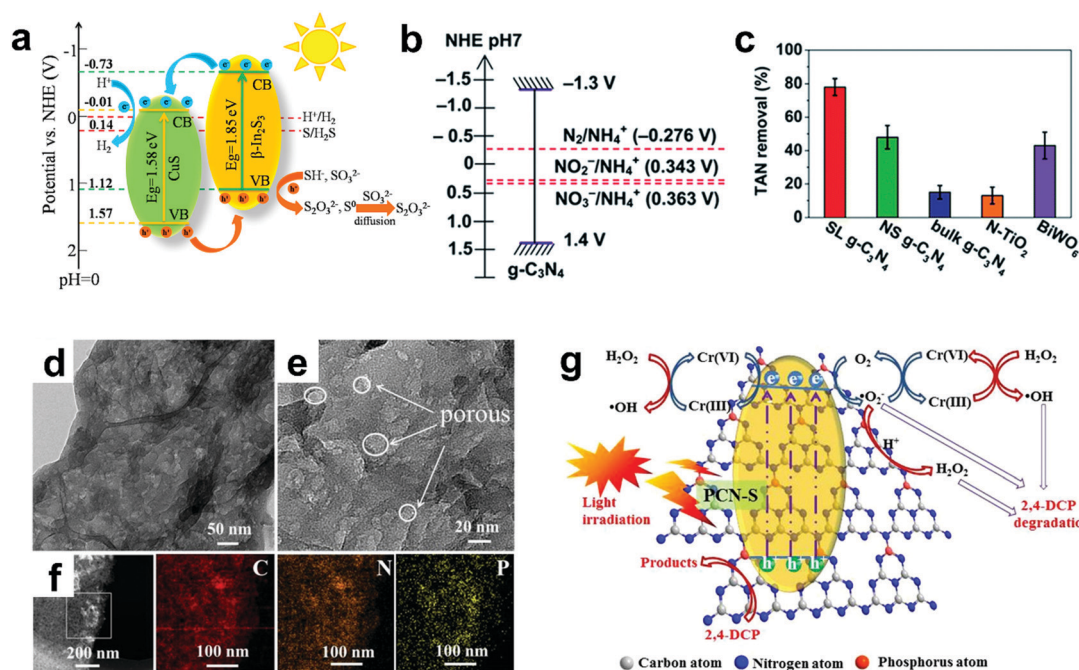 a
Potential vs. NHE (V)
-1
-0.73
-0.01
0
0.14
1
1.12
1.57
2
pH=0
H⁺
e
H₂
e e e
CB
Eg=1.58 eV
CuS
VB
h⁺ h⁺ h⁺
e e e
CB
Eg=1.85 eV
β-In₂S₃
VB
h⁺ h⁺ h⁺
H⁺/H₂
S/H₂S
SH⁻, SO₃²⁻
h⁺
S₂O₃²⁻, S⁰ SO₃²⁻ S₂O₃²⁻
diffusion
b
NHE pH7
−1.5
−1.0
− 0.5
0
0.5
1.0
1.5
−1.3 V
N₂/NH₄⁺ (−0.276 V)
NO₂⁻/NH₄⁺ (0.343 V)
NO₃⁻/NH₄⁺ (0.363 V)
1.4 V
g-C₃N₄
c
TAN removal (%)
100
80
60
40
20
0
SL g-C₃N₄
NS g-C₃N₄
bulk g-C₃N₄
N-TiO₂
BiWO₆
d
50 nm
e
porous
20 nm
f
200 nm
C
100 nm
N
100 nm
P
100 nm
g
H₂O₂ Cr(VI) O₂ Cr(VI) H₂O₂
e⁻ e⁻ e⁻
•OH Cr(III) •O₂⁻ Cr(III) •OH
H⁺
H₂O₂
Light
irradiation
PCN-S
2,4-DCP
degradation
Products
h⁺ h⁺ h⁺
2,4-DCP
Carbon atom Nitrogen atom Phosphorus atom